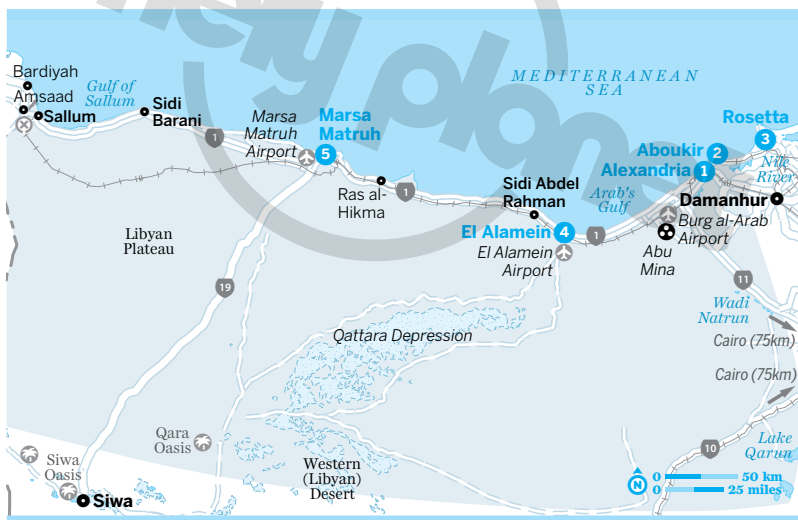 MEDITERRANEAN
SEA
Bardiyah
Gulf of
Sallum
Amsaad
Sallum
Sidi
Barani
1
Marsa
Matruh
Airport
Marsa
Matruh
5
Ras al-
Hikma
1
Sidi Abdel
Rahman
Arab's
Gulf
Rosetta
3
Aboukir
2
Alexandria
1
Nile
River
Damanhur
El Alamein
4
El Alamein
Airport
1
Burg al-Arab
Airport
Abu
Mina
11
Wadi
Natrun
Cairo (75km)
Cairo (75km)
Libyan
Plateau
19
Qattara Depression
Qara
Oasis
Siwa
Oasis
Siwa
Western
(Libyan)
Desert
10
Lake
Qarun
N
0 50 km
0 25 miles
ely plane